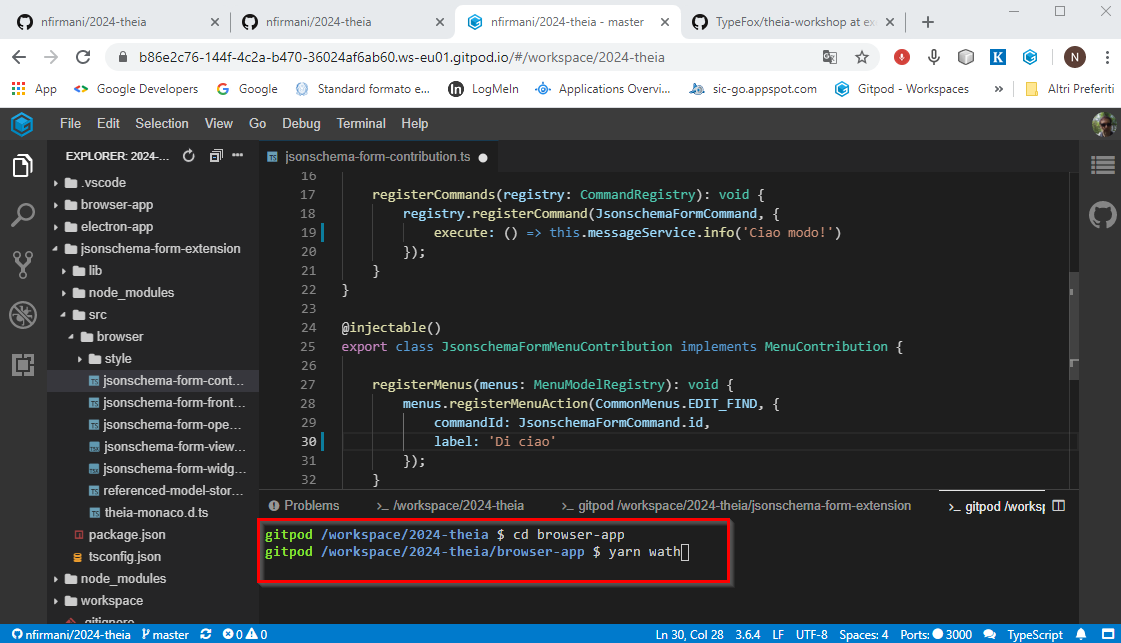 nfirmani/2024-theia
nfirmani/2024-theia
nfirmani/2024-theia - master
TypeFox/theia-workshop at ex
b86e2c76-144f-4c2a-b470-36024af6ab60.ws-eu01.gitpod.io/#/workspace/2024-theia
K
N
App
Google Developers
Google
Standard formato e...
in
LogMeIn
Applications Overvi...
sic-go.appspot.com
Gitpod - Workspaces
»
Altri Preferiti
File Edit Selection View Go Debug Terminal Help
EXPLORER: 2024-...
.vscode
browser-app
electron-app
jsonschema-form-extension
lib
node_modules
src
browser
style
jsonschema-form-cont...
jsonschema-form-front...
jsonschema-form-ope...
jsonschema-form-view...
jsonschema-form-widg...
referenced-model-stor...
theia-monaco.d.ts
package.json
tsconfig.json
node_modules
workspace
.gitignore
jsonschema-form-contribution.ts
16
17 registerCommands(registry: CommandRegistry): void {
18 registry.registerCommand(JsonschemaFormCommand, {
19 execute: () => this.messageService.info('Ciao modo!')
20 });
21 }
22 }
23
24 @injectable()
25 export class JsonschemaFormMenuContribution implements MenuContribution {
26
27 registerMenus(menus: MenuModelRegistry): void {
28 menus.registerMenuAction(CommonMenus.EDIT_FIND, {
29 commandId: JsonschemaFormCommand.id,
30 label: 'Di ciao'
31 });
32 }
Problems
>_ /workspace/2024-theia
>_ gitpod /workspace/2024-theia/jsonschema-form-extension
>_ gitpod /worksp
gitpod /workspace/2024-theia $ cd browser-app
gitpod /workspace/2024-theia/browser-app $ yarn wath
nfirmani/2024-theia
master
0 0
Ln 30, Col 28
3.6.4
LF
UTF-8
Spaces: 4
Ports: 3000
TypeScript